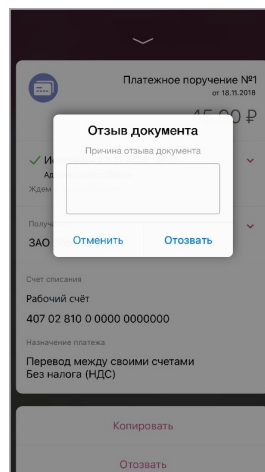 Платежное поручение №1
от 18.11.2018
₽
Отзыв документа
Причина отзыва документа
Ждем
ЗАО
Отменить
Отозвать
Счет списания
Рабочий счёт
407 02 810 0 0000 0000000
Назначение платежа
Перевод между своими счетами
Без налога (НДС)
Копировать
Отозвать